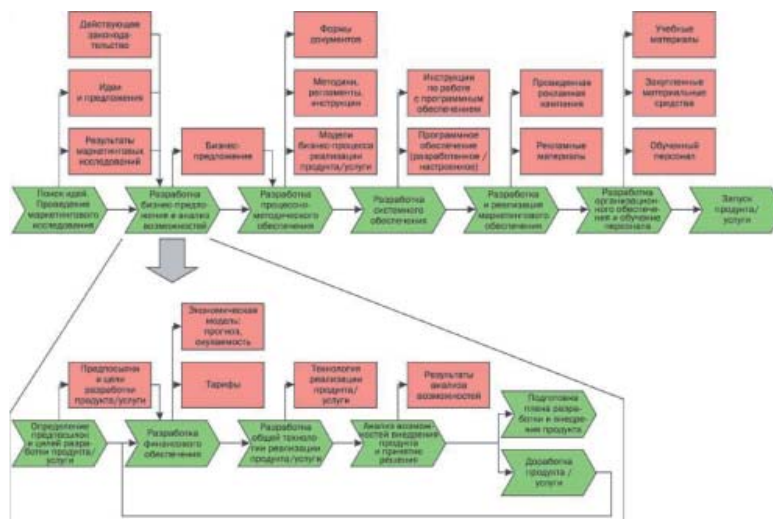 Действующее
законода-
тельство
Идеи
и предложения
Результаты
маркетинговых
исследований
Бизнес-
предложение
Формы
документов
Методики,
регламенты,
инструкции
Модели
бизнес-процесса
реализации
продукта/услуги
Инструкции
по работе
с программным
обеспечением
Программное
обеспечение
(разработанное /
настроенное)
Проведенная
рекламная
кампания
Рекламные
материалы
Учебные
материалы
Закупленные
материальные
средства
Обученный
персонал
Поиск идей.
Проведение
маркетингового
исследования
Разработка
бизнес-предло-
жения и анализ
возможностей
Разработка
процессно-
методического
обеспечения
Разработка
системного
обеспечения
Разработка
и реализация
маркетингового
обеспечения
Разработка
организацион-
ного обеспече-
ния и обучение
персонала
Запуск
продукта/
услуги
Экономическая
модель:
прогноз,
окупаемость
Предпосылки
и цели
разработки
продукта/услуги
Тарифы
Технология
реализации
продукта/
услуги
Результаты
анализа
возможностей
Определение
предпосылок
и целей разра-
ботки продукта/
услуги
Разработка
финансового
обеспечения
Разработка
общей техноло-
гии реализации
продукта/услуги
Анализ возмож-
ностей внедрения
продукта
и принятие
решения
Подготовка
плана разра-
ботки и внед-
рения продукта
Доработка
продукта /
услуги